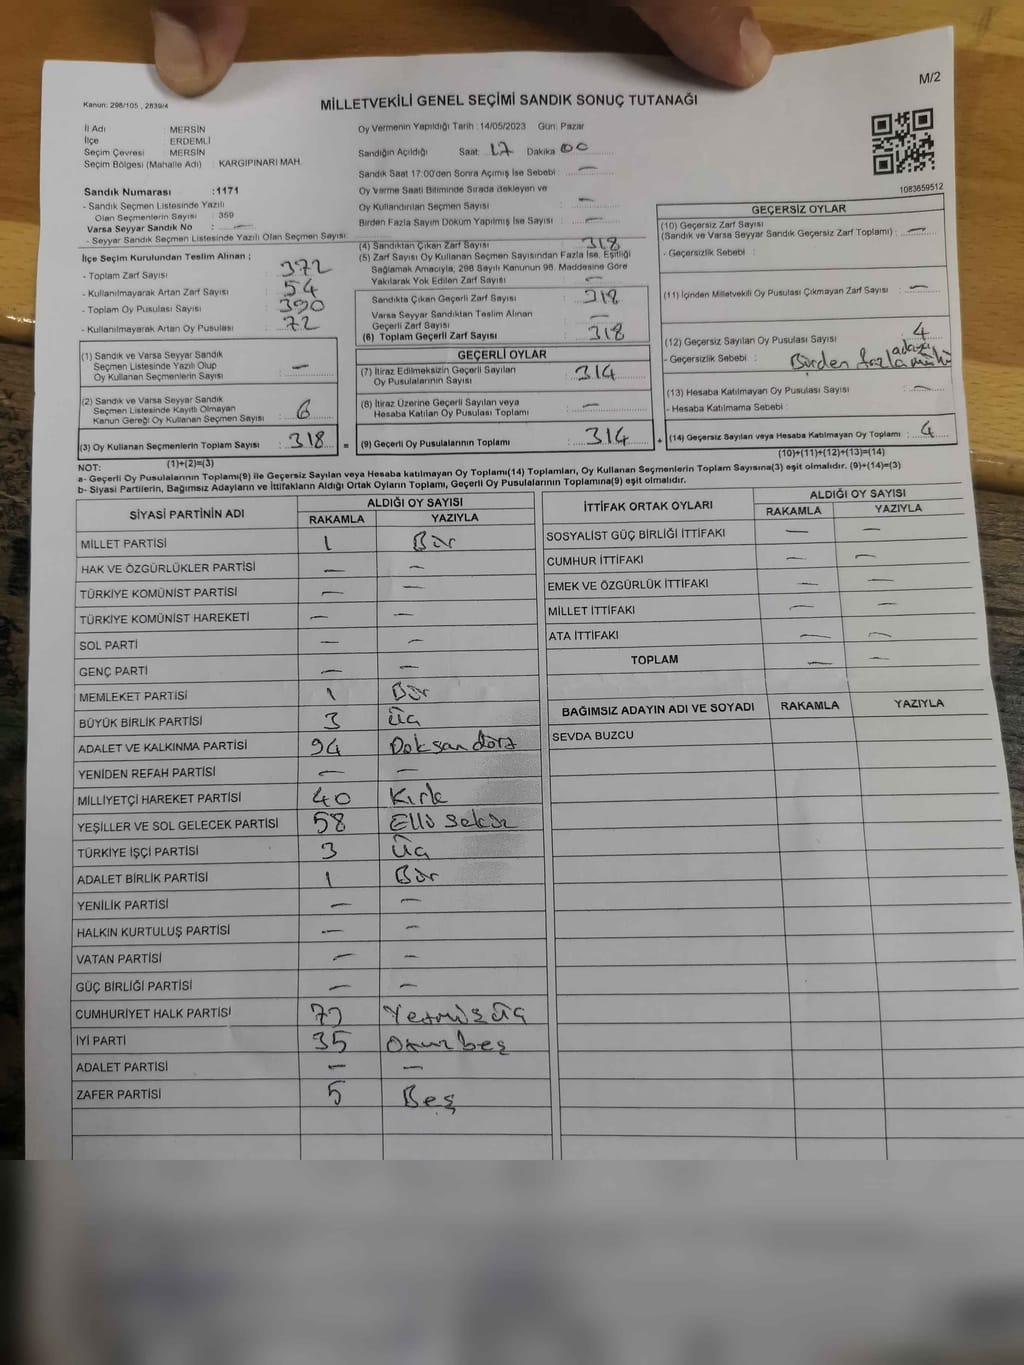 M/2
Kanun: 298/105 , 2839/4
MİLLETVEKİLİ GENEL SEÇİMİ SANDIK SONUÇ TUTANAĞI
İl Adı : MERSİN
İlçe : ERDEMLİ
Seçim Çevresi : MERSİN
Seçim Bölgesi (Mahalle Adı) : KARGIPINARI MAH.
Sandık Numarası :1171
- Sandık Seçmen Listesinde Yazılı
Olan Seçmenlerin Sayısı : 359
Varsa Seyyar Sandık No : —
- Seyyar Sandık Seçmen Listesinde Yazılı Olan Seçmen Sayısı:
İlçe Seçim Kurulundan Teslim Alınan ;
- Toplam Zarf Sayısı : 372
- Kullanılmayarak Artan Zarf Sayısı : 54
- Toplam Oy Pusulası Sayısı : 390
- Kullanılmayarak Artan Oy Pusulası : 72
(1) Sandık ve Varsa Seyyar Sandık
Seçmen Listesinde Yazılı Olup
Oy Kullanan Seçmenlerin Sayısı : —
(2) Sandık ve Varsa Seyyar Sandık
Seçmen Listesinde Kayıtlı Olmayan
Kanun Gereği Oy Kullanan Seçmen Sayısı : 6
(3) Oy Kullanan Seçmenlerin Toplam Sayısı : 318 =
(1)+(2)=(3)
Oy Vermenin Yapıldığı Tarih : 14/05/2023 Gün: Pazar
Sandığın Açıldığı Saat: 17 Dakika 00
Sandık Saat 17:00'den Sonra Açımış İse Sebebi : —
Oy Verme Saati Bitiminde Sırada Bekleyen ve
Oy Kullandırılan Seçmen Sayısı : —
Birden Fazla Sayım Döküm Yapılmış İse Sayısı : —
(4) Sandıktan Çıkan Zarf Sayısı : 318
(5) Zarf Sayısı Oy Kullanan Seçmen Sayısından Fazla İse, Eşitliği
Sağlamak Amacıyla, 298 Sayılı Kanunun 98. Maddesine Göre
Yakılarak Yok Edilen Zarf Sayısı : —
Sandıkta Çıkan Geçerli Zarf Sayısı : 318
Varsa Seyyar Sandıktan Teslim Alınan
Geçerli Zarf Sayısı : —
(6) Toplam Geçerli Zarf Sayısı : 318
GEÇERLİ OYLAR
(7) İtiraz Edilmeksizin Geçerli Sayılan
Oy Pusulalarının Sayısı : 314
(8) İtiraz Üzerine Geçerli Sayılan veya
Hesaba Katılan Oy Pusulası Toplamı : —
(9) Geçerli Oy Pusulalarının Toplamı : 314 +
1083659512
GEÇERSİZ OYLAR
(10) Geçersiz Zarf Sayısı
(Sandık ve Varsa Seyyar Sandık Geçersiz Zarf Toplamı) : —
- Geçersizlik Sebebi :
(11) İçinden Milletvekili Oy Pusulası Çıkmayan Zarf Sayısı : —
(12) Geçersiz Sayılan Oy Pusulası Sayısı : 4
- Geçersizlik Sebebi : Birden fazla
(13) Hesaba Katılmayan Oy Pusulası Sayısı : —
- Hesaba Katılmama Sebebi :
(14) Geçersiz Sayılan veya Hesaba Katılmayan Oy Toplamı : 4
(10)+(11)+(12)+(13)=(14)
NOT:
a- Geçerli Oy Pusulalarının Toplamı(9) ile Geçersiz Sayılan veya Hesaba katılmayan Oy Toplamı(14) Toplamları, Oy Kullanan Seçmenlerin Toplam Sayısına(3) eşit olmalıdır. (9)+(14)=(3)
b- Siyasi Partilerin, Bağımsız Adayların ve İttifakların Aldığı Ortak Oyların Toplamı, Geçerli Oy Pusulalarının Toplamına(9) eşit olmalıdır.
SİYASİ PARTİNİN ADI ALDIĞI OY SAYISI
RAKAMLA YAZIYLA
MİLLET PARTİSİ 1 Bir
HAK VE ÖZGÜRLÜKLER PARTİSİ — —
TÜRKİYE KOMÜNİST PARTİSİ — —
TÜRKİYE KOMÜNİST HAREKETİ — —
SOL PARTİ — —
GENÇ PARTİ — —
MEMLEKET PARTİSİ 1 Bir
BÜYÜK BİRLİK PARTİSİ 3 Üç
ADALET VE KALKINMA PARTİSİ 94 Doksan dört
YENİDEN REFAH PARTİSİ — —
MİLLİYETÇİ HAREKET PARTİSİ 40 Kırk
YEŞİLLER VE SOL GELECEK PARTİSİ 58 Elli sekiz
TÜRKİYE İŞÇİ PARTİSİ 3 Üç
ADALET BİRLİK PARTİSİ 1 Bir
YENİLİK PARTİSİ — —
HALKIN KURTULUŞ PARTİSİ — —
VATAN PARTİSİ — —
GÜÇ BİRLİĞİ PARTİSİ — —
CUMHURİYET HALK PARTİSİ 73 Yetmiş üç
İYİ PARTİ 35 Otuz beş
ADALET PARTİSİ — —
ZAFER PARTİSİ 5 Beş
İTTİFAK ORTAK OYLARI ALDIĞI OY SAYISI
RAKAMLA YAZIYLA
SOSYALİST GÜÇ BİRLİĞİ İTTİFAKI — —
CUMHUR İTTİFAKI — —
EMEK VE ÖZGÜRLÜK İTTİFAKI — —
MİLLET İTTİFAKI — —
ATA İTTİFAKI — —
TOPLAM — —
BAĞIMSIZ ADAYIN ADI VE SOYADI RAKAMLA YAZIYLA
SEVDA BUZCU